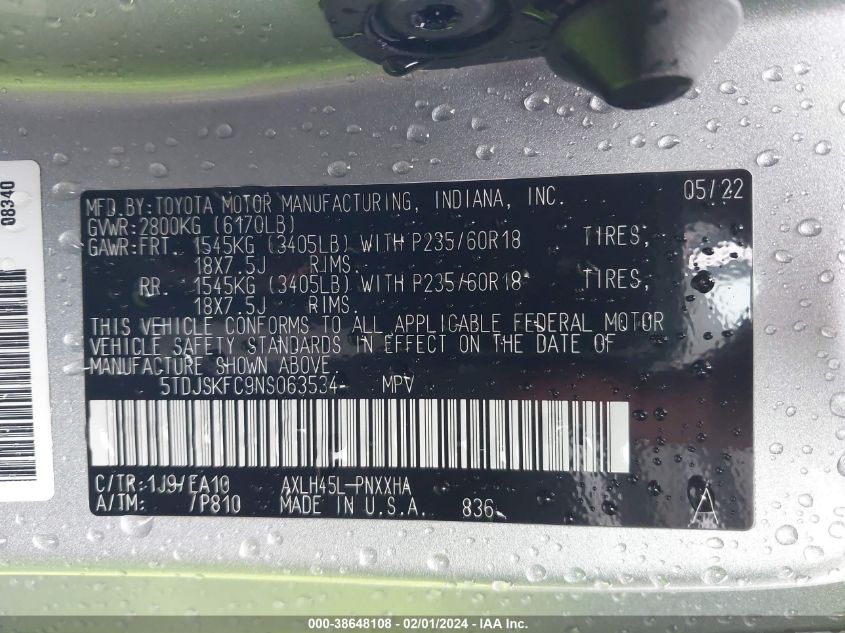 08340
MFD.BY:TOYOTA MOTOR MANUFACTURING, INDIANA, INC. 05/22
GVWR:2800KG (6170LB)
GAWR:FRT. 1545KG (3405LB) WITH P235/60R18 TIRES,
18X7.5J RIMS.
RR. 1545KG (3405LB) WITH P235/60R18 TIRES,
18X7.5J RIMS.
THIS VEHICLE CONFORMS TO ALL APPLICABLE FEDERAL MOTOR
VEHICLE SAFETY STANDARDS IN EFFECT ON THE DATE OF
MANUFACTURE SHOWN ABOVE
5TDJSKFC9NS063534 MPV
C/TR:1J9/EA10 AXLH45L-PNXXHA
A/TM: /P810 MADE IN U.S.A. 836 A
000-38648108 - 02/01/2024 - IAA Inc.